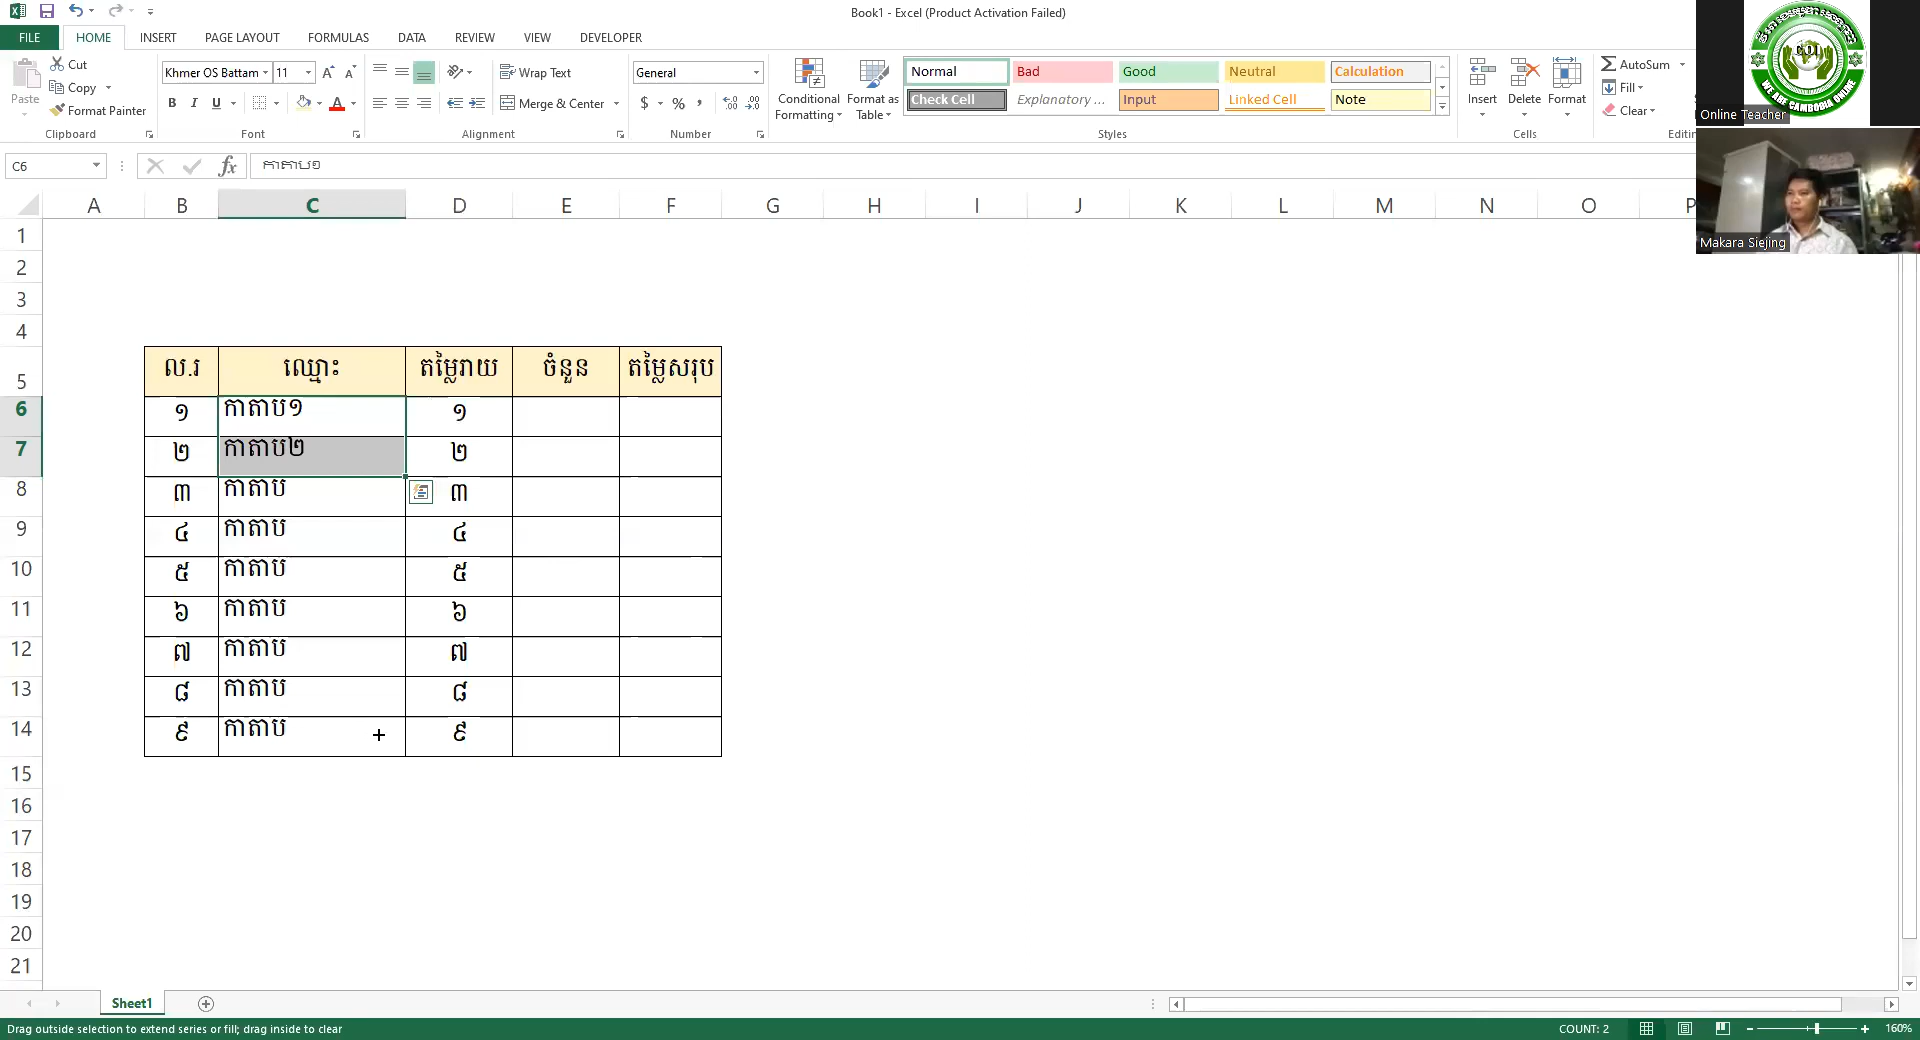 Book1 - Excel (Product Activation Failed)
FILE HOME INSERT PAGE LAYOUT FORMULAS DATA REVIEW VIEW DEVELOPER
Paste
Cut
Copy
Format Painter
Clipboard
Khmer OS Battam 11
B I U
Font
Wrap Text
Merge & Center
Alignment
General
$ % ,
Number
Conditional Formatting
Format as Table
Normal Bad Good Neutral Calculation
Check Cell Explanatory ... Input Linked Cell Note
Styles
Insert Delete Format
Cells
AutoSum
Fill
Clear
Editin
WE ARE CAMBODIA ONLINE
Online Teacher
Makara Siejing
C6 fx កាតាប១
A B C D E F G H I J K L M N O P
1
2
3
4
5 ល.រ ឈ្មោះ តម្លៃរាយ ចំនួន តម្លៃសរុប
6 ១ កាតាប១ ១
7 ២ កាតាប២ ២
8 ៣ កាតាប ៣
9 ៤ កាតាប ៤
10 ៥ កាតាប ៥
11 ៦ កាតាប ៦
12 ៧ កាតាប ៧
13 ៨ កាតាប ៨
14 ៩ កាតាប ៩
15
16
17
18
19
20
21
Sheet1
Drag outside selection to extend series or fill; drag inside to clear
COUNT: 2
160%